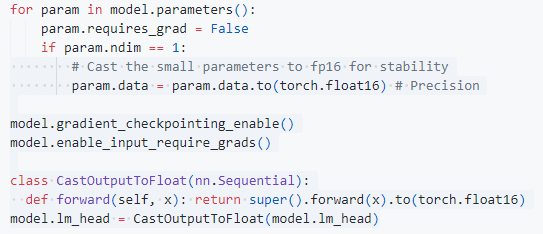 for param in model.parameters():
    param.requires_grad = False
    if param.ndim == 1:
        # Cast the small parameters to fp16 for stability
        param.data = param.data.to(torch.float16) # Precision

model.gradient_checkpointing_enable()
model.enable_input_require_grads()

class CastOutputToFloat(nn.Sequential):
  def forward(self, x): return super().forward(x).to(torch.float16)
model.lm_head = CastOutputToFloat(model.lm_head)